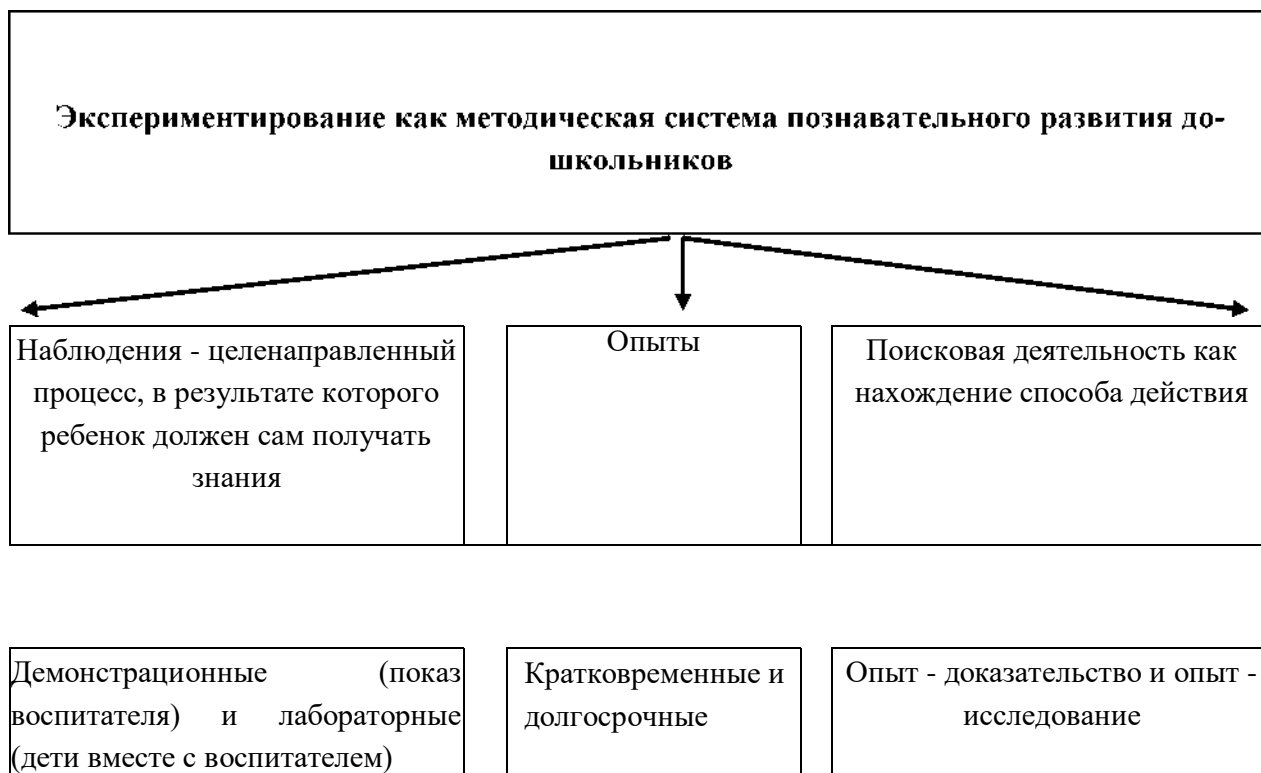 Экспериментирование как методическая система познавательного развития до-
школьников
Наблюдения - целенаправленный
процесс, в результате которого
ребенок должен сам получать
знания
Опыты
Поисковая деятельность как
нахождение способа действия
Демонстрационные (показ
воспитателя) и лабораторные
(дети вместе с воспитателем)
Кратковременные и
долгосрочные
Опыт - доказательство и опыт -
исследование